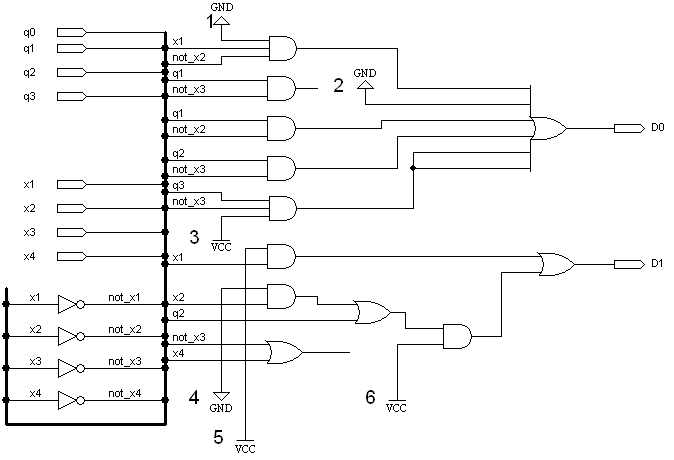 GND
1
q0
q1
q2
q3
x1
not_x2
q1
not_x3
2
GND
q1
not_x2
D0
q2
not_x3
q3
not_x3
x1
x2
x3
x4
3
VCC
x1
D1
x1
not_x1
x2
q2
x2
not_x2
not_x3
x4
x3
not_x3
x4
not_x4
4
GND
5
VCC
6
VCC